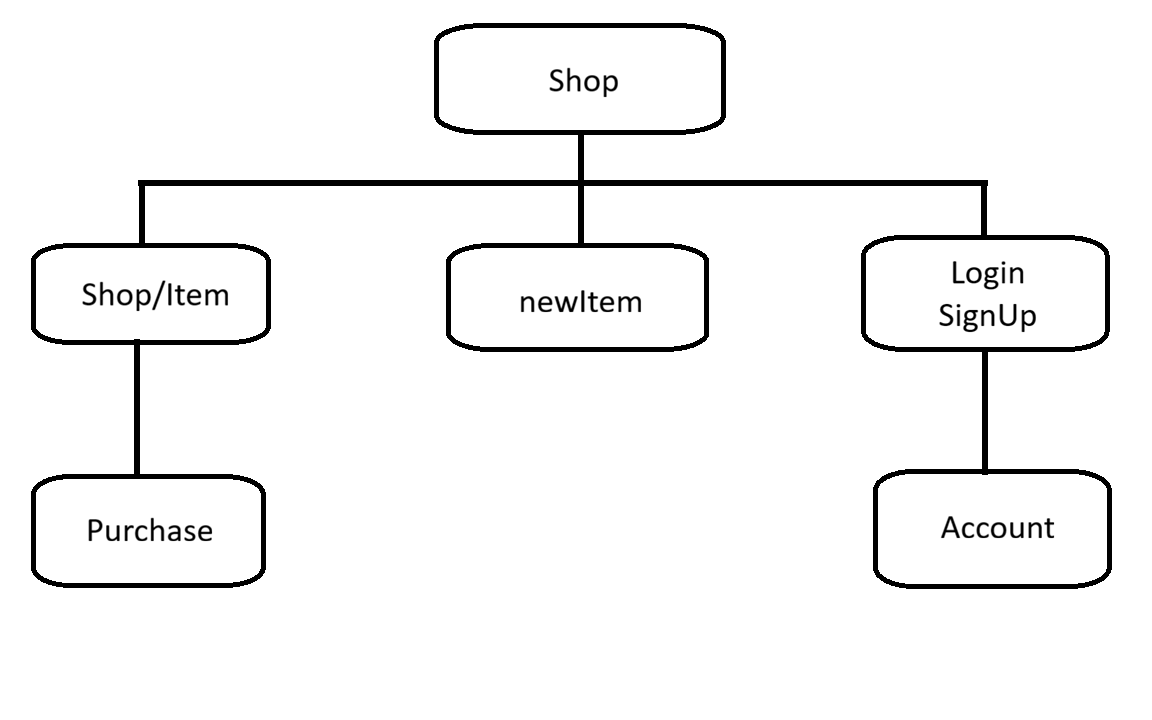 Shop
Shop/Item
newItem
Login
SignUp
Purchase
Account